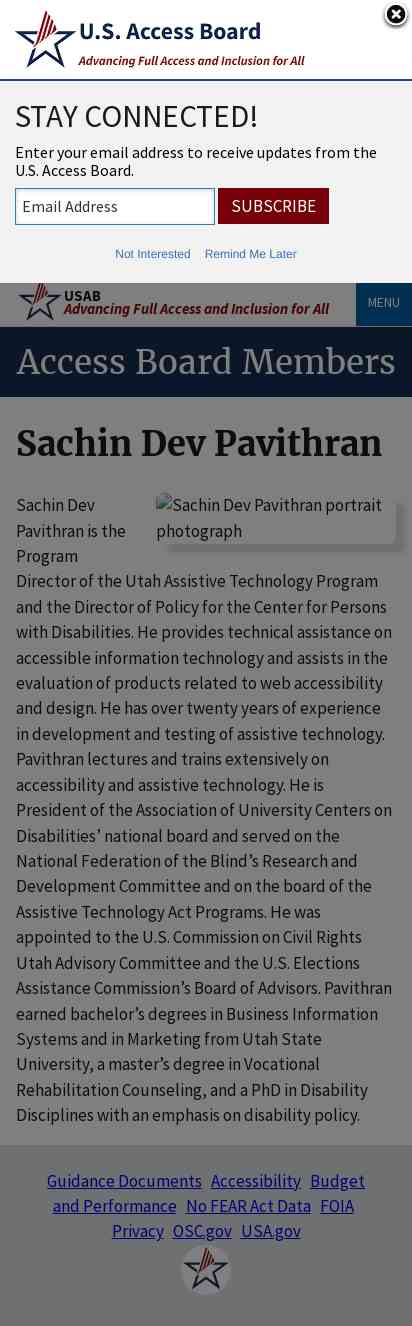 U.S. Access Board
Advancing Full Access and Inclusion for All
STAY CONNECTED!
Enter your email address to receive updates from the
U.S. Access Board.
Email Address
SUBSCRIBE
Not Interested Remind Me Later
USAB
Advancing Full Access and Inclusion for All
MENU
Access Board Members
Sachin Dev Pavithran
Sachin Dev Pavithran portrait
photograph
Sachin Dev
Pavithran is the
Program
Director of the Utah Assistive Technology Program
and the Director of Policy for the Center for Persons
with Disabilities. He provides technical assistance on
accessible information technology and assists in the
evaluation of products related to web accessibility
and design. He has over twenty years of experience
in development and testing of assistive technology.
Pavithran lectures and trains extensively on
accessibility and assistive technology. He is
President of the Association of University Centers on
Disabilities’ national board and served on the
National Federation of the Blind’s Research and
Development Committee and on the board of the
Assistive Technology Act Programs. He was
appointed to the U.S. Commission on Civil Rights
Utah Advisory Committee and the U.S. Elections
Assistance Commission’s Board of Advisors. Pavithran
earned bachelor’s degrees in Business Information
Systems and in Marketing from Utah State
University, a master’s degree in Vocational
Rehabilitation Counseling, and a PhD in Disability
Disciplines with an emphasis on disability policy.
Guidance Documents Accessibility Budget
and Performance No FEAR Act Data FOIA
Privacy OSC.gov USA.gov